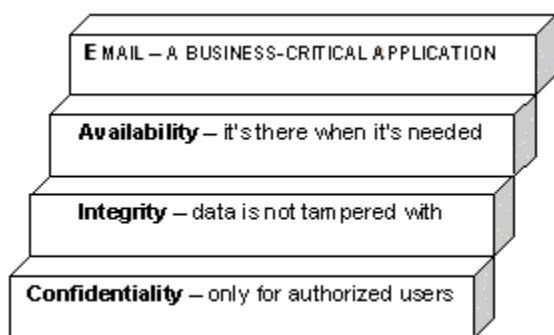 EMAIL – A BUSINESS-CRITICAL APPLICATION
Availability – it's there when it's needed
Integrity – data is not tampered with
Confidentiality – only for authorized users